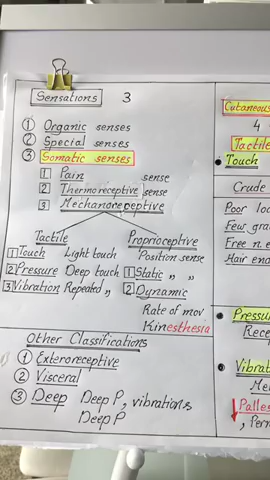 Sensations 3
① Organic senses
② Special senses
③ Somatic senses
1 Pain sense
2 Thermoreceptive sense
3 Mechanoreceptive
Tactile
1 Touch Light touch
2 Pressure Deep touch
3 Vibration Repeated 〃
Proprioceptive
Position sense
1 Static 〃 〃
2 Dynamic
Rate of mov
Kinesthesia
Other Classifications
① Exteroreceptive
② Visceral
③ Deep Deep P, vibrations
Deep P
Cutaneous
4
Tactile
• Touch
Crude
Poor lo
Few gra
Free n. e
Hair end
• Pressur
Rece
• Vibrat
Me
↓ Palles
, Per